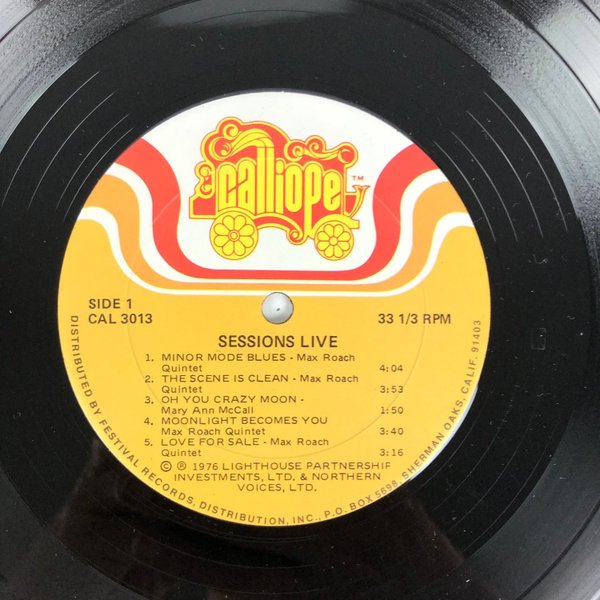 calliope ™
SIDE 1
CAL 3013
33 1/3 RPM
SESSIONS LIVE
1. MINOR MODE BLUES - Max Roach
Quintet 4:04
2. THE SCENE IS CLEAN - Max Roach
Quintet 3:53
3. OH YOU CRAZY MOON -
Mary Ann McCall 1:50
4. MOONLIGHT BECOMES YOU
Max Roach Quintet 3:40
5. LOVE FOR SALE - Max Roach
Quintet 3:16
© ℗ 1976 LIGHTHOUSE PARTNERSHIP
INVESTMENTS, LTD. & NORTHERN
VOICES, LTD.
DISTRIBUTED BY FESTIVAL RECORDS, DISTRIBUTION, INC., P.O. BOX 5698, SHERMAN OAKS, CALIF. 91403